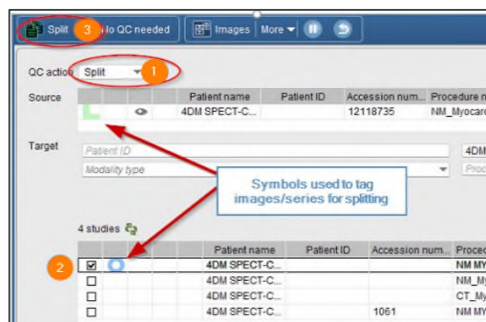 Split 3 No QC needed Images More
QC action Split 1
Source
Patient name Patient ID Accession num... Procedure n
4DM SPECT-C... 12118735 NM_Myocard
Target Patient ID 4DM
Modality type Proc
Symbols used to tag
images/series for splitting
4 studies
Patient name Patient ID Accession num... Proced
2 4DM SPECT-C... NM MY
4DM SPECT-C... NM_My
4DM SPECT-C... CT_My
4DM SPECT-C... 1061 NM MY